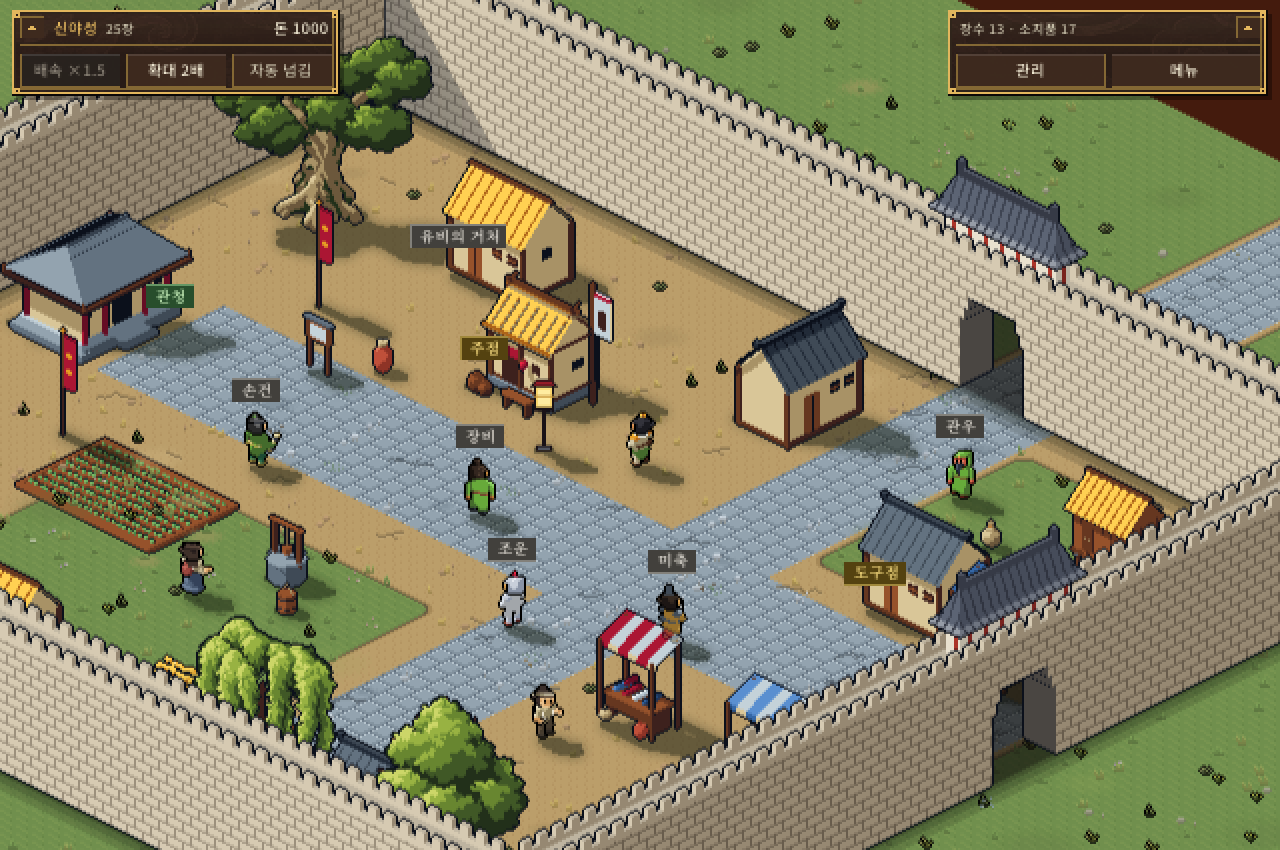 신야성 25장 돈 1000
배속 ×1.5 확대 2배 자동 넘김
장수 13 · 소지품 17
관리 메뉴
유비의 거처
관청
주점
손건
장비
관우
조운
미축
도구점